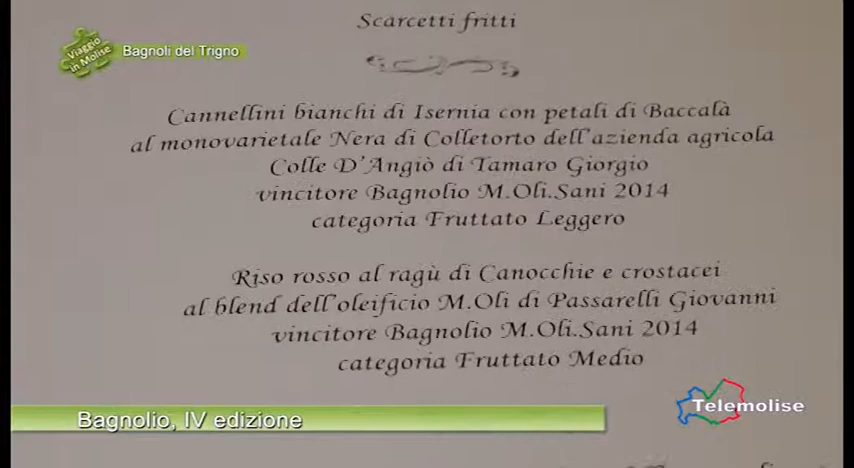 Scarcetti fritti
Viaggio
in Molise
Bagnoli del Trigno
Cannellini bianchi di Isernia con petali di Baccalà
al monovarietale Nera di Colletorto dell'azienda agricola
Colle D'Angiò di Tamaro Giorgio
vincitore Bagnolio M.Oli.Sani 2014
categoria Fruttato Leggero
Riso rosso al ragù di Canocchie e crostacei
al blend dell'oleificio M.Oli di Passarelli Giovanni
vincitore Bagnolio M.Oli.Sani 2014
categoria Fruttato Medio
Telemolise
Bagnolio, IV edizione